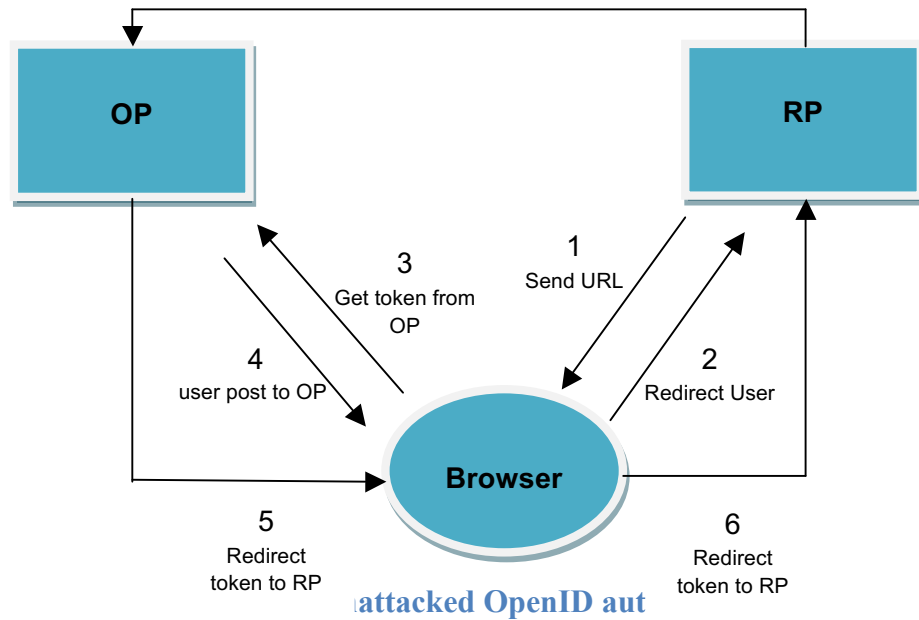 OP
RP
1
Send URL
3
Get token from
OP
2
Redirect User
4
user post to OP
Browser
5
Redirect
token to RP
6
Redirect
token to RP
attacked OpenID aut